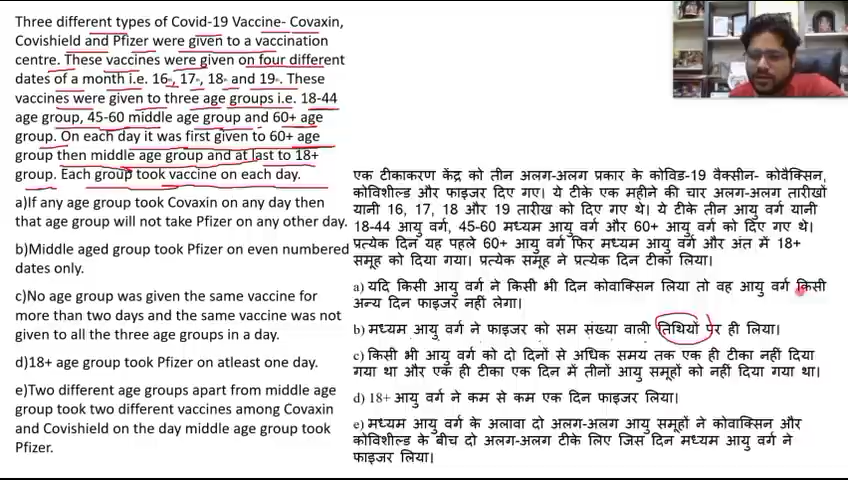 Three different types of Covid-19 Vaccine- Covaxin,
Covishield and Pfizer were given to a vaccination
centre. These vaccines were given on four different
dates of a month i.e. 16th, 17th, 18th and 19th. These
vaccines were given to three age groups i.e. 18-44
age group, 45-60 middle age group and 60+ age
group. On each day it was first given to 60+ age
group then middle age group and at last to 18+
group. Each group took vaccine on each day.
a)If any age group took Covaxin on any day then
that age group will not take Pfizer on any other day.
b)Middle aged group took Pfizer on even numbered
dates only.
c)No age group was given the same vaccine for
more than two days and the same vaccine was not
given to all the three age groups in a day.
d)18+ age group took Pfizer on atleast one day.
e)Two different age groups apart from middle age
group took two different vaccines among Covaxin
and Covishield on the day middle age group took
Pfizer.
एक टीकाकरण केंद्र को तीन अलग-अलग प्रकार के कोविड-19 वैक्सीन- कोवैक्सिन,
कोविशील्ड और फाइजर दिए गए। ये टीके एक महीने की चार अलग-अलग तारीखों
यानी 16, 17, 18 और 19 तारीख को दिए गए थे। ये टीके तीन आयु वर्ग यानी
18-44 आयु वर्ग, 45-60 मध्यम आयु वर्ग और 60+ आयु वर्ग को दिए गए थे।
प्रत्येक दिन यह पहले 60+ आयु वर्ग फिर मध्यम आयु वर्ग और अंत में 18+
समूह को दिया गया। प्रत्येक समूह ने प्रत्येक दिन टीका लिया।
a) यदि किसी आयु वर्ग ने किसी भी दिन कोवाक्सिन लिया तो वह आयु वर्ग किसी
अन्य दिन फाइजर नहीं लेगा।
b) मध्यम आयु वर्ग ने फाइजर को सम संख्या वाली तिथियों पर ही लिया।
c) किसी भी आयु वर्ग को दो दिनों से अधिक समय तक एक ही टीका नहीं दिया
गया था और एक ही टीका एक दिन में तीनों आयु समूहों को नहीं दिया गया था।
d) 18+ आयु वर्ग ने कम से कम एक दिन फाइजर लिया।
e) मध्यम आयु वर्ग के अलावा दो अलग-अलग आयु समूहों ने कोवाक्सिन और
कोविशील्ड के बीच दो अलग-अलग टीके लिए जिस दिन मध्यम आयु वर्ग ने
फाइजर लिया।